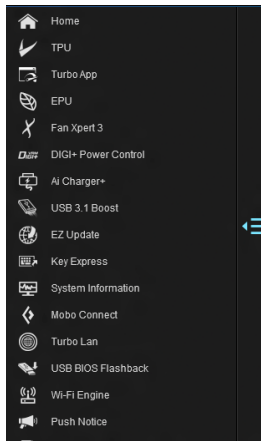 Home
TPU
Turbo App
EPU
Fan Xpert 3
DIGI+ Power Control
Ai Charger+
USB 3.1 Boost
EZ Update
Key Express
System Information
Mobo Connect
Turbo Lan
USB BIOS Flashback
Wi-Fi Engine
Push Notice